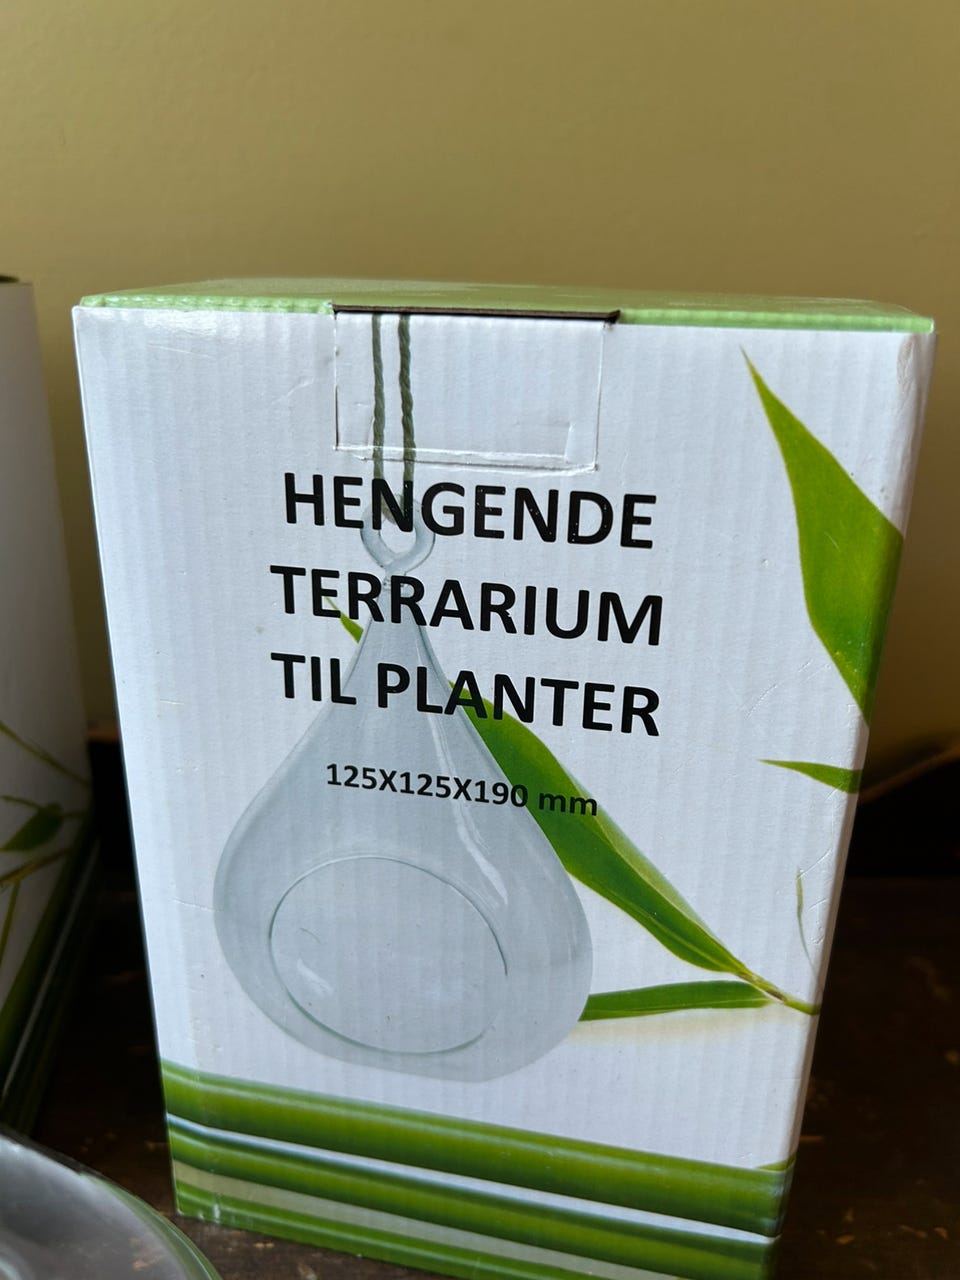 HENGENDE
TERRARIUM
TIL PLANTER
125X125X190 mm